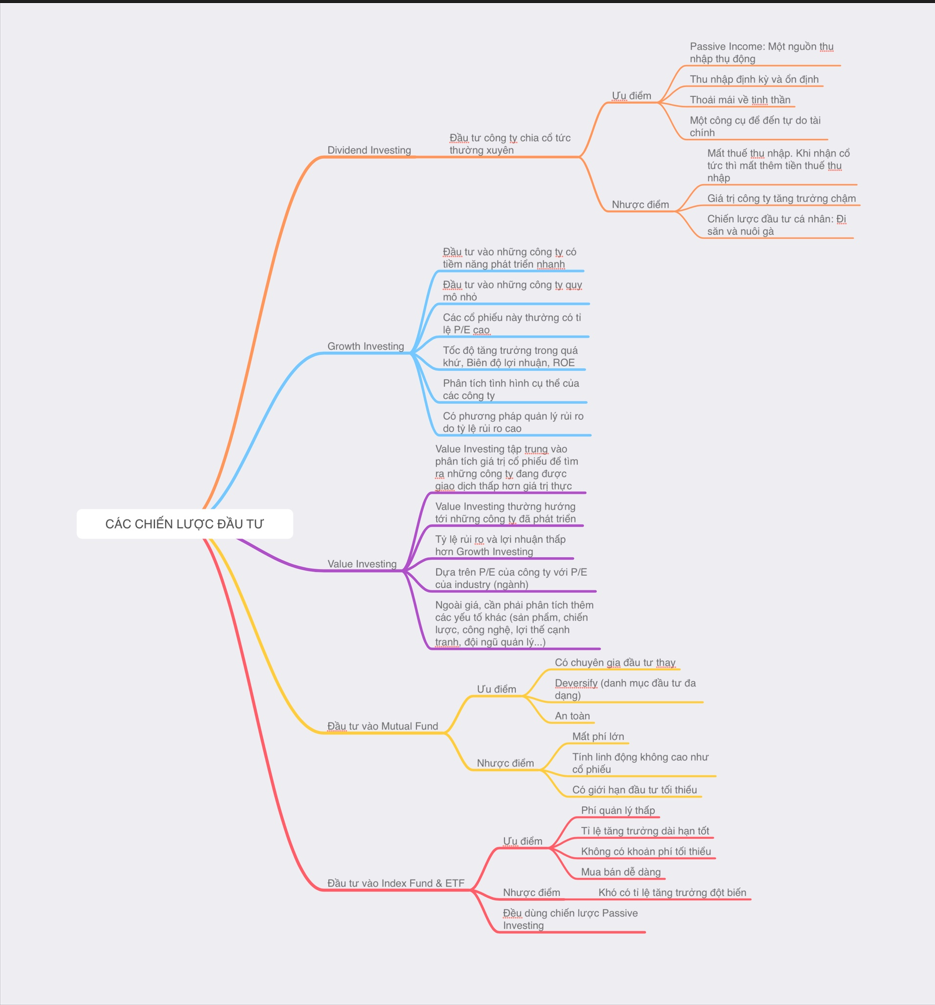 Passive Income: Một nguồn thu
nhập thụ động
Thu nhập định kỳ và ổn định
Ưu điểm
Thoải mái về tinh thần
Một công cụ để đến tự do tài
chính
Đầu tư công ty chia cổ tức
thường xuyên
Dividend Investing
Mất thuế thu nhập. Khi nhận cổ
tức thì mất thêm tiền thuế thu
nhập
Giá trị công ty tăng trưởng chậm
Nhược điểm
Chiến lược đầu tư cá nhân: Đi
săn và nuôi gà
Đầu tư vào những công ty có
tiềm năng phát triển nhanh
Đầu tư vào những công ty quy
mô nhỏ
Các cổ phiếu này thường có tỉ
lệ P/E cao
Growth Investing
Tốc độ tăng trưởng trong quá
khứ, Biên độ lợi nhuận, ROE
Phân tích tình hình cụ thể của
các công ty
Có phương pháp quản lý rủi ro
do tỷ lệ rủi ro cao
Value Investing tập trung vào
phân tích giá trị cổ phiếu để tìm
ra những công ty đang được
giao dịch thấp hơn giá trị thực
Value Investing thường hướng
tới những công ty đã phát triển
CÁC CHIẾN LƯỢC ĐẦU TƯ
Tỷ lệ rủi ro và lợi nhuận thấp
hơn Growth Investing
Value Investing
Dựa trên P/E của công ty với P/E
của industry (ngành)
Ngoài giá, cần phải phân tích thêm
các yếu tố khác (sản phẩm, chiến
lược, công nghệ, lợi thế cạnh
tranh, đội ngũ quản lý...)
Có chuyên gia đầu tư thay
Ưu điểm
Deversify (danh mục đầu tư đa
dạng)
An toàn
Đầu tư vào Mutual Fund
Mất phí lớn
Nhược điểm
Tính linh động không cao như
cổ phiếu
Có giới hạn đầu tư tối thiểu
Phí quản lý thấp
Tỉ lệ tăng trưởng dài hạn tốt
Ưu điểm
Không có khoản phí tối thiểu
Mua bán dễ dàng
Đầu tư vào Index Fund & ETF
Nhược điểm
Khó có tỉ lệ tăng trưởng đột biến
Đều dùng chiến lược Passive
Investing